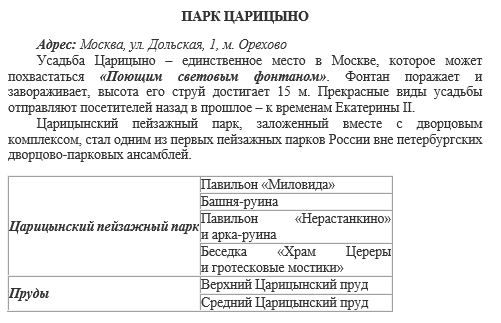 ПАРК ЦАРИЦЫНО
Адрес: Москва, ул. Дольская, 1, м. Орехово
Усадьба Царицыно – единственное место в Москве, которое может
похвастаться «Поющим световым фонтаном». Фонтан поражает и
завораживает, высота его струй достигает 15 м. Прекрасные виды усадьбы
отправляют посетителей назад в прошлое – к временам Екатерины II.
Царицынский пейзажный парк, заложенный вместе с дворцовым
комплексом, стал одним из первых пейзажных парков России вне петербургских
дворцово-парковых ансамблей.
Царицынский пейзажный парк
Павильон «Миловида»
Башня-руина
Павильон «Нерастанкино»
и арка-руина
Беседка «Храм Цереры
и гротесковые мостики»
Пруды
Верхний Царицынский пруд
Средний Царицынский пруд